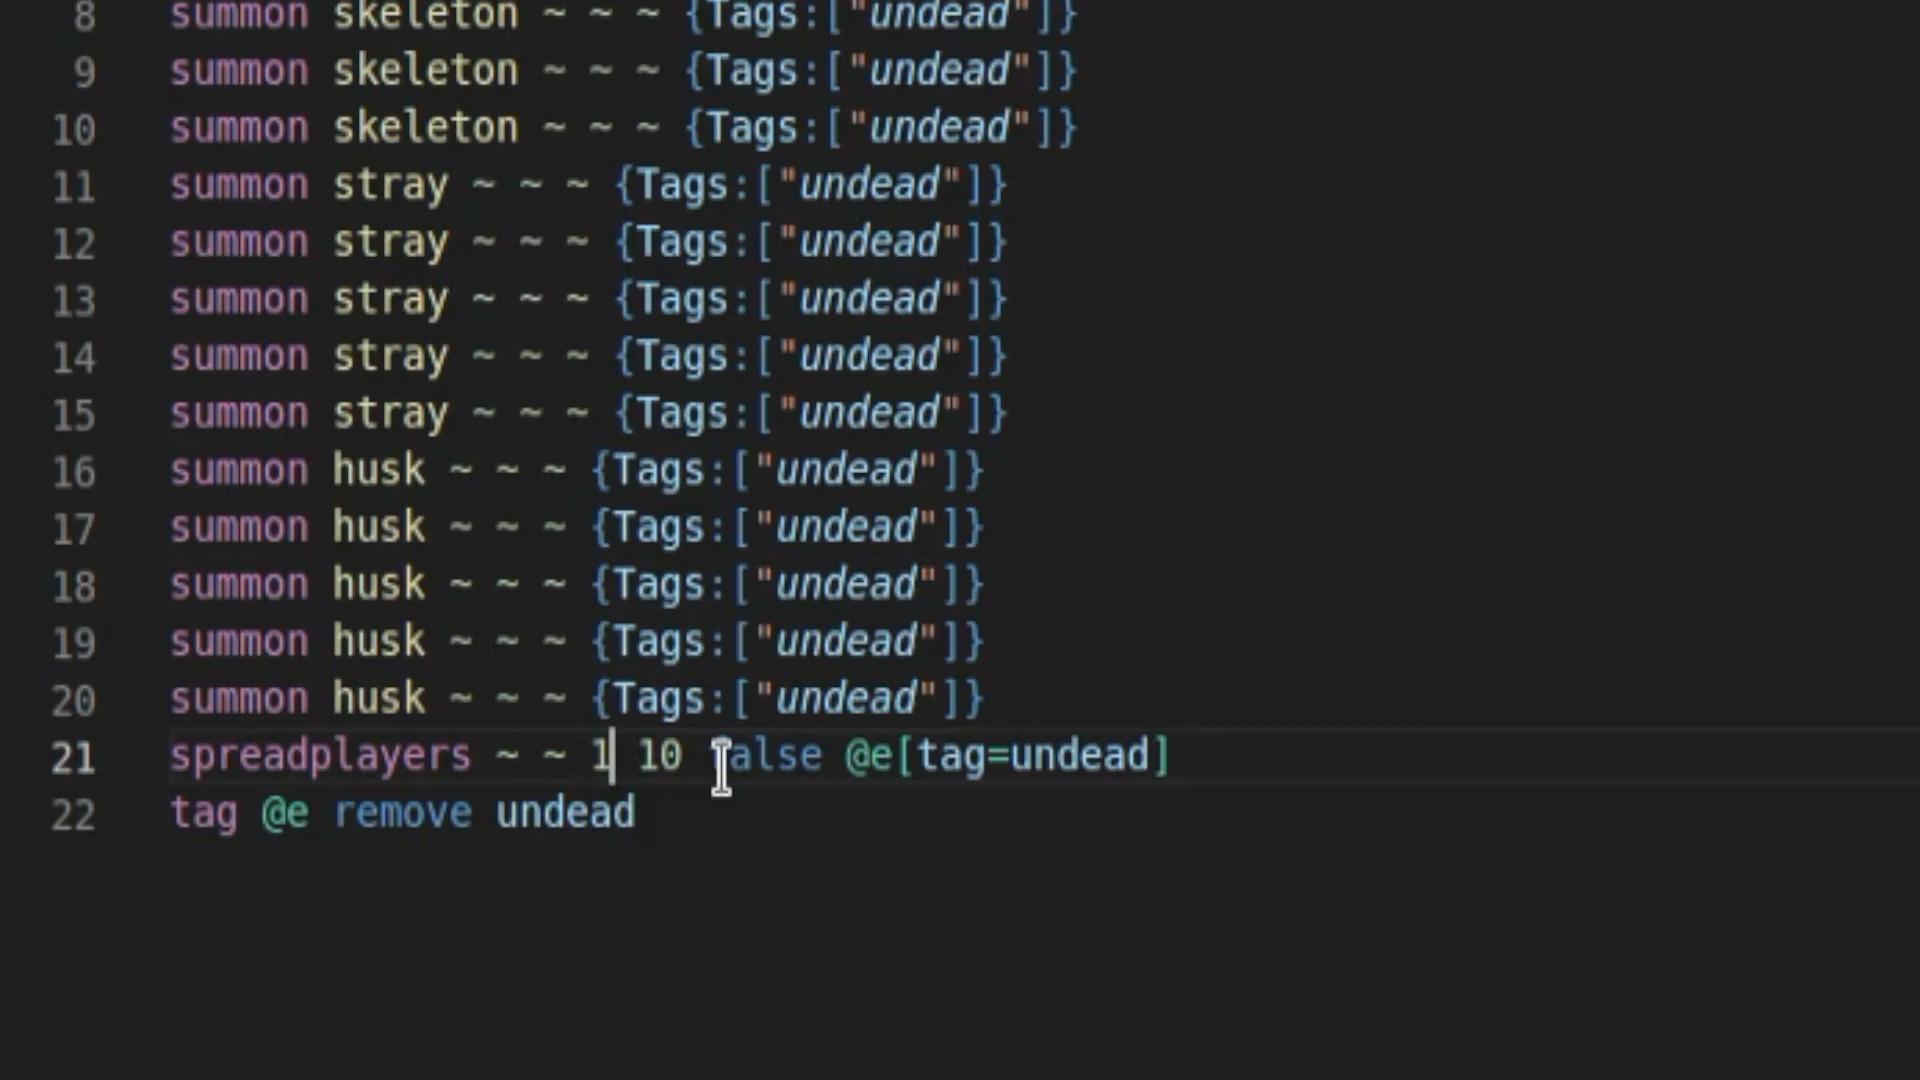 8 summon skeleton ~ ~ ~ {Tags:["undead"]}
9 summon skeleton ~ ~ ~ {Tags:["undead"]}
10 summon skeleton ~ ~ ~ {Tags:["undead"]}
11 summon stray ~ ~ ~ {Tags:["undead"]}
12 summon stray ~ ~ ~ {Tags:["undead"]}
13 summon stray ~ ~ ~ {Tags:["undead"]}
14 summon stray ~ ~ ~ {Tags:["undead"]}
15 summon stray ~ ~ ~ {Tags:["undead"]}
16 summon husk ~ ~ ~ {Tags:["undead"]}
17 summon husk ~ ~ ~ {Tags:["undead"]}
18 summon husk ~ ~ ~ {Tags:["undead"]}
19 summon husk ~ ~ ~ {Tags:["undead"]}
20 summon husk ~ ~ ~ {Tags:["undead"]}
21 spreadplayers ~ ~ 1 10 false @e[tag=undead]
22 tag @e remove undead